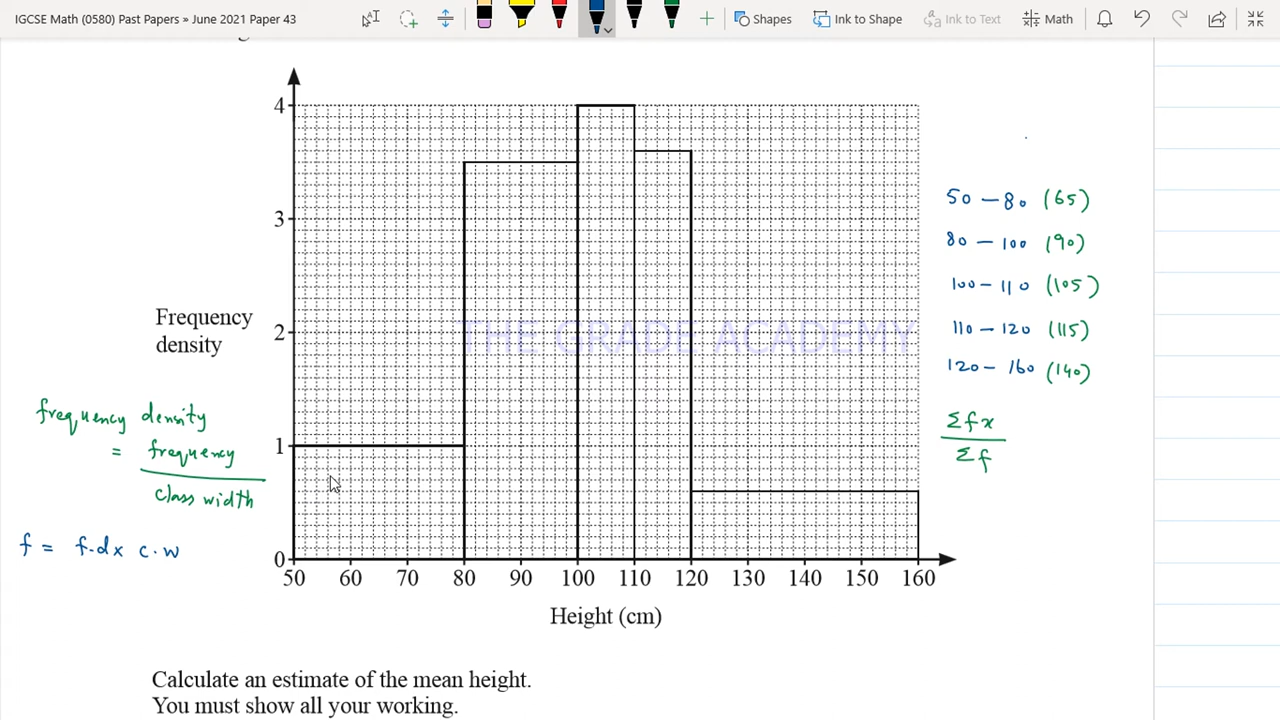 IGCSE Math (0580) Past Papers » June 2021 Paper 43
Shapes
Ink to Shape
Ink to Text
Math
4
3
2
1
0
Frequency
density
50 60 70 80 90 100 110 120 130 140 150 160
Height (cm)
THE GRADE ACADEMY
frequency density
= frequency
class width
f = f.d x c.w
50 – 80 (65)
80 – 100 (90)
100 – 110 (105)
110 – 120 (115)
120 – 160 (140)
Σfx
Σf
Calculate an estimate of the mean height.
You must show all your working.